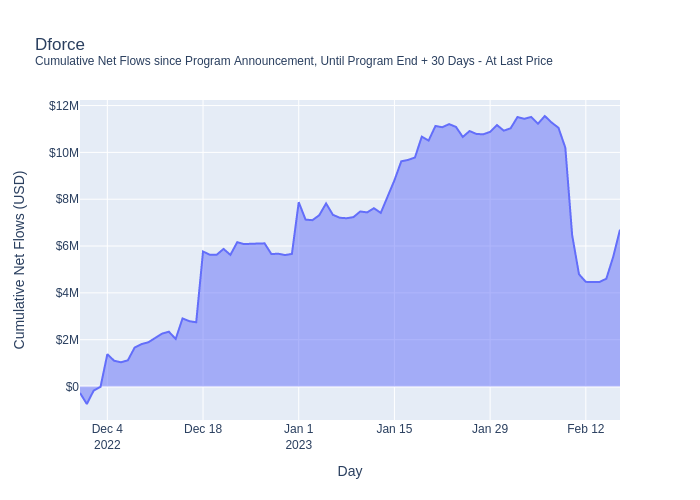 Dforce
Cumulative Net Flows since Program Announcement, Until Program End + 30 Days - At Last Price
$12M
$10M
$8M
$6M
$4M
$2M
$0
Cumulative Net Flows (USD)
Dec 4
2022
Dec 18
Jan 1
2023
Jan 15
Jan 29
Feb 12
Day